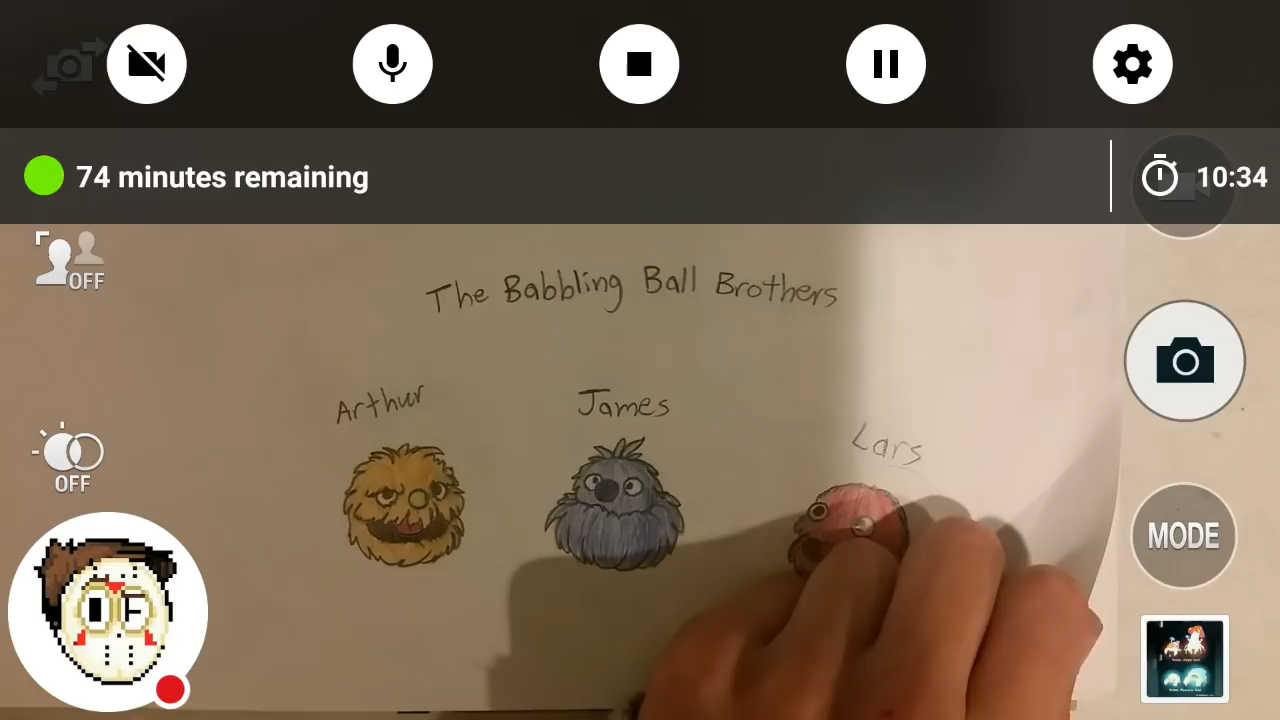 74 minutes remaining
10:34
OFF
The Babbling Ball Brothers
Arthur
James
Lars
OFF
MODE